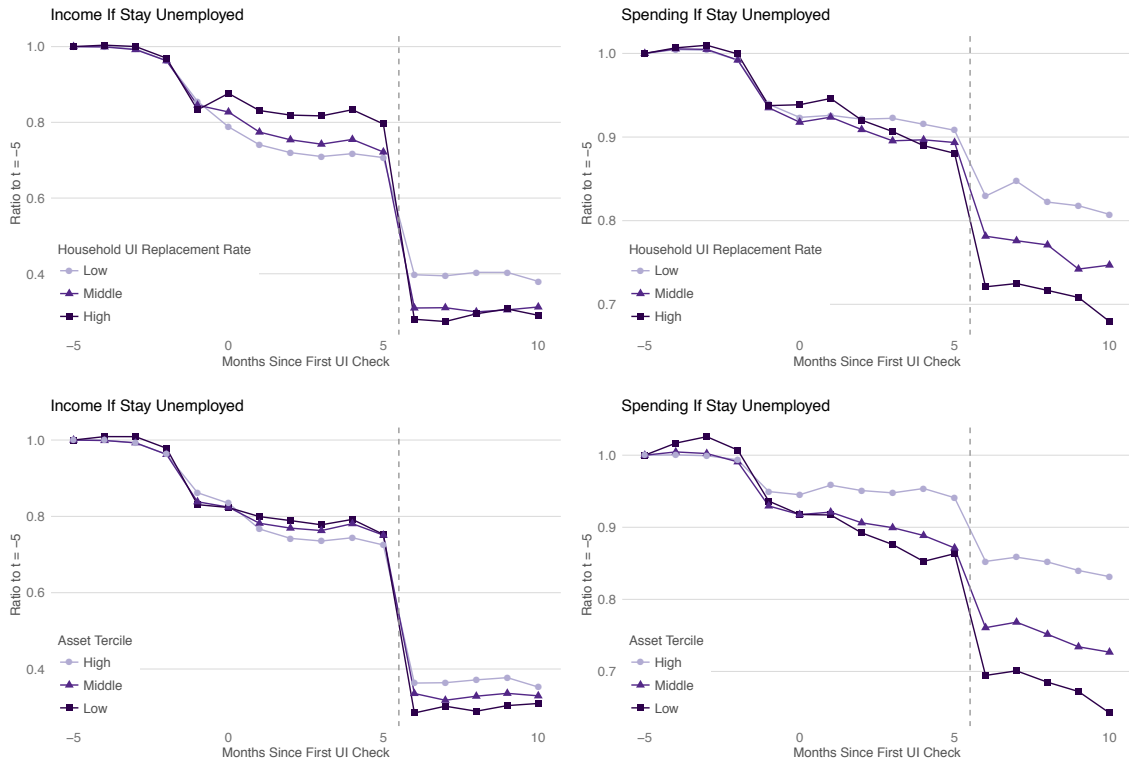 Income If Stay Unemployed
1.0
0.8
0.6
0.4
Ratio to t = −5
Household UI Replacement Rate
Low
Middle
High
−5 0 5 10
Months Since First UI Check
Spending If Stay Unemployed
1.0
0.9
0.8
0.7
Ratio to t = −5
Household UI Replacement Rate
Low
Middle
High
−5 0 5 10
Months Since First UI Check
Income If Stay Unemployed
1.0
0.8
0.6
0.4
Ratio to t = −5
Asset Tercile
High
Middle
Low
−5 0 5 10
Months Since First UI Check
Spending If Stay Unemployed
1.0
0.9
0.8
0.7
Ratio to t = −5
Asset Tercile
High
Middle
Low
−5 0 5 10
Months Since First UI Check